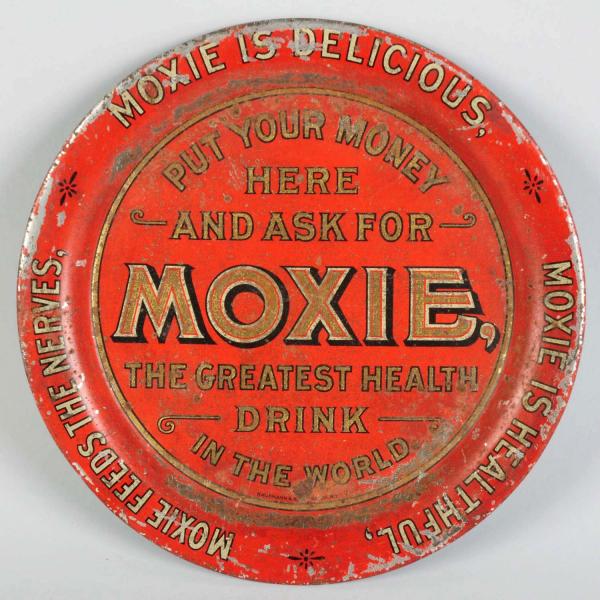 MOXIE IS DELICIOUS,
MOXIE IS HEALTHFUL,
MOXIE FEEDS THE NERVES,
PUT YOUR MONEY
HERE
AND ASK FOR
MOXIE,
THE GREATEST HEALTH
DRINK
IN THE WORLD